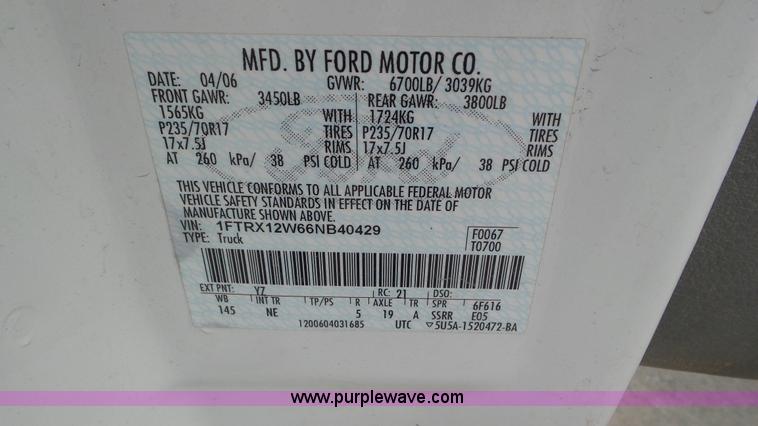 MFD. BY FORD MOTOR CO.
DATE: 04/06 GVWR: 6700LB/ 3039KG
FRONT GAWR: 3450LB REAR GAWR: 3800LB
1565KG WITH 1724KG WITH
P235/70R17 TIRES P235/70R17 TIRES
17x7.5J RIMS 17x7.5J RIMS
AT 260 kPa/ 38 PSI COLD AT 260 kPa/ 38 PSI COLD
Ford
THIS VEHICLE CONFORMS TO ALL APPLICABLE FEDERAL MOTOR
VEHICLE SAFETY STANDARDS IN EFFECT ON THE DATE OF
MANUFACTURE SHOWN ABOVE.
VIN: 1FTRX12W66NB40429 F0067
TYPE: Truck T0700
EXT PNT: YZ RC: 21 DSO:
WB INT TR TP/PS R AXLE TR SPR 6F616
145 NE 5 19 A SSRR E05
1200604031685 UTC ▽5U5A-1520472-BA
www.purplewave.com